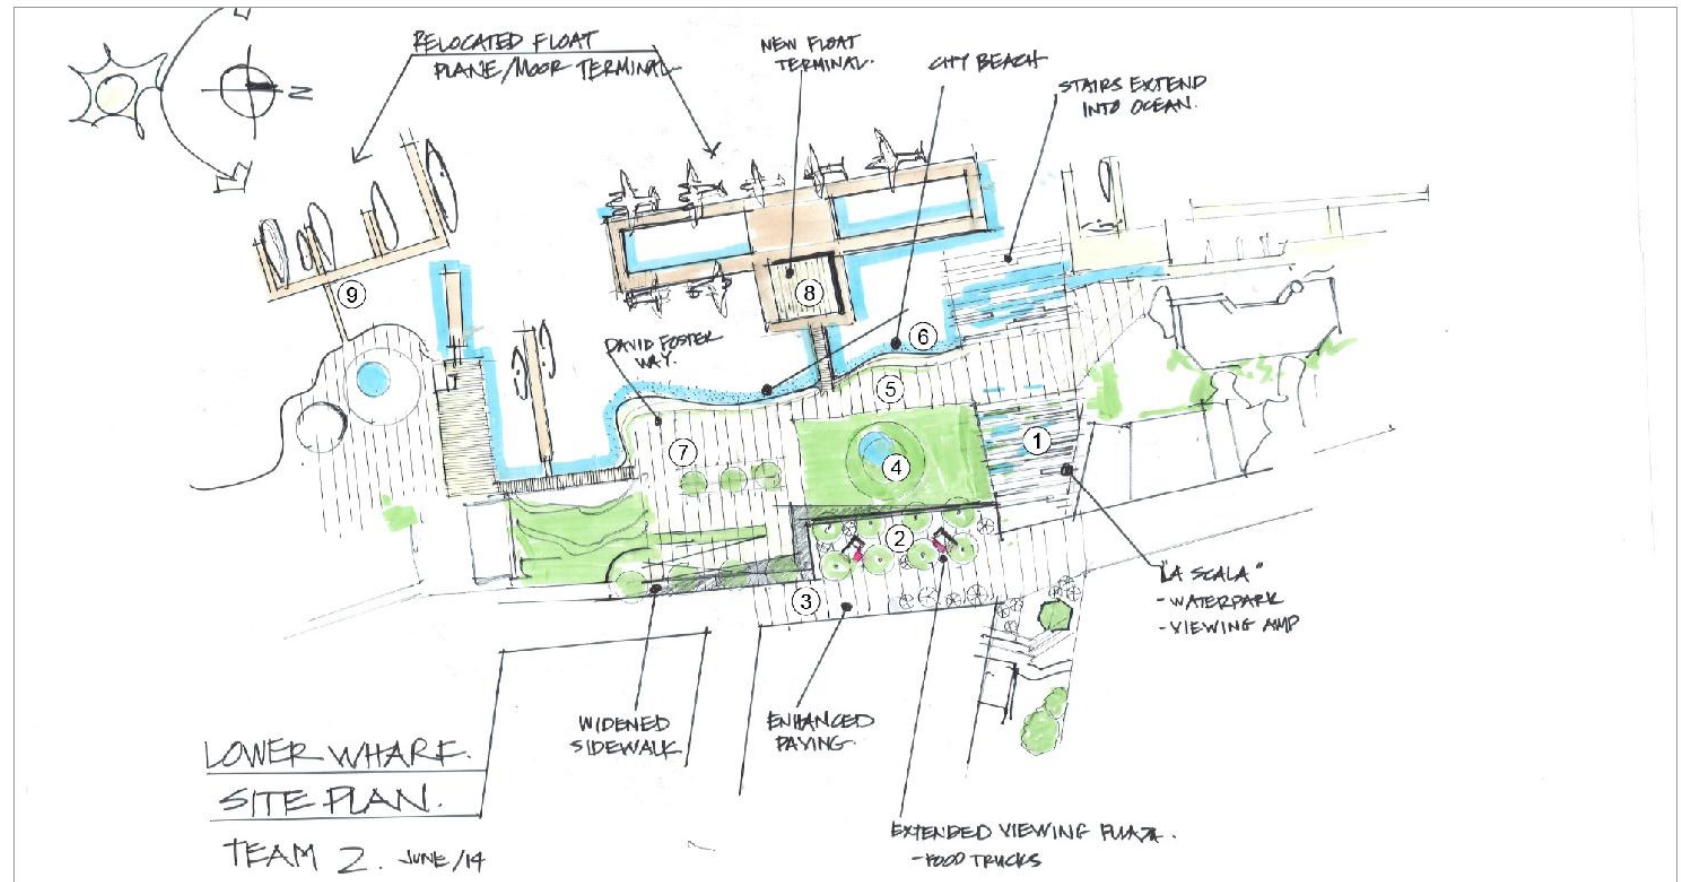 RELOCATED FLOAT
PLANE/MOOR TERMINAL
NEW FLOAT
TERMINAL.
CITY BEACH
STAIRS EXTEND
INTO OCEAN.
N
9
8
6
DAVID FOSTER
WAY.
5
7
4
1
2
3
"LA SCALA"
- WATERPARK
- VIEWING AMP
WIDENED
SIDEWALK
ENHANCED
PAVING.
EXTENDED VIEWING PLAZA.
- FOOD TRUCKS
LOWER WHARF.
SITE PLAN.
TEAM 2. JUNE/14